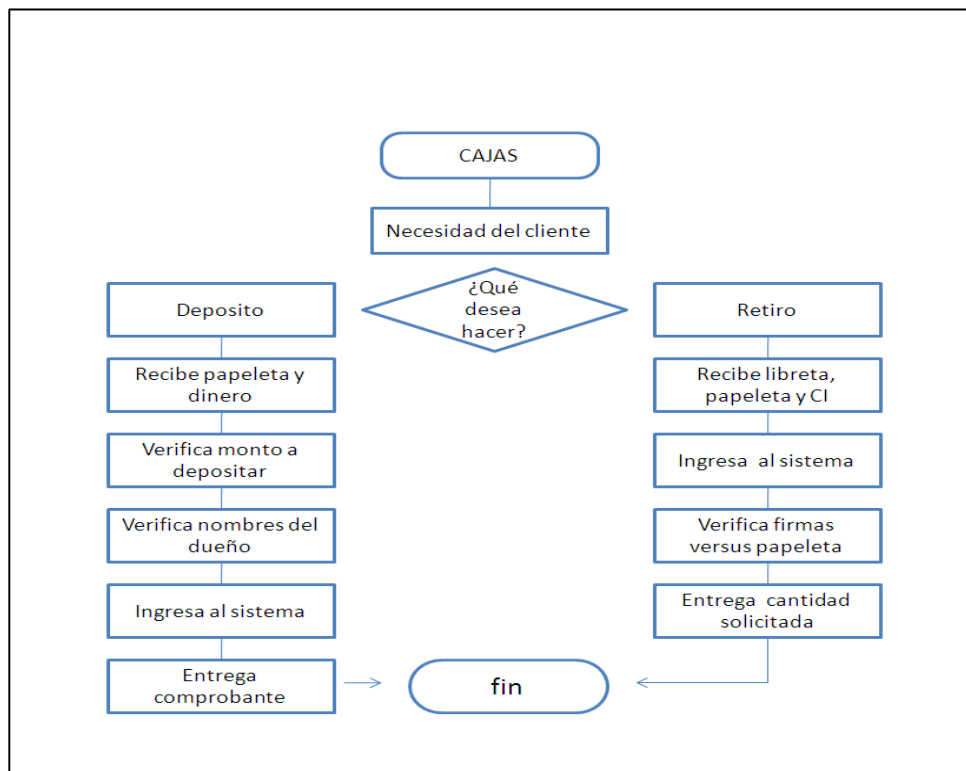 CAJAS
Necesidad del cliente
¿Qué
desea
hacer?
Deposito
Recibe papeleta y
dinero
Verifica monto a
depositar
Verifica nombres del
dueño
Ingresa al sistema
Entrega
comprobante
Retiro
Recibe libreta,
papeleta y CI
Ingresa al sistema
Verifica firmas
versus papeleta
Entrega cantidad
solicitada
fin